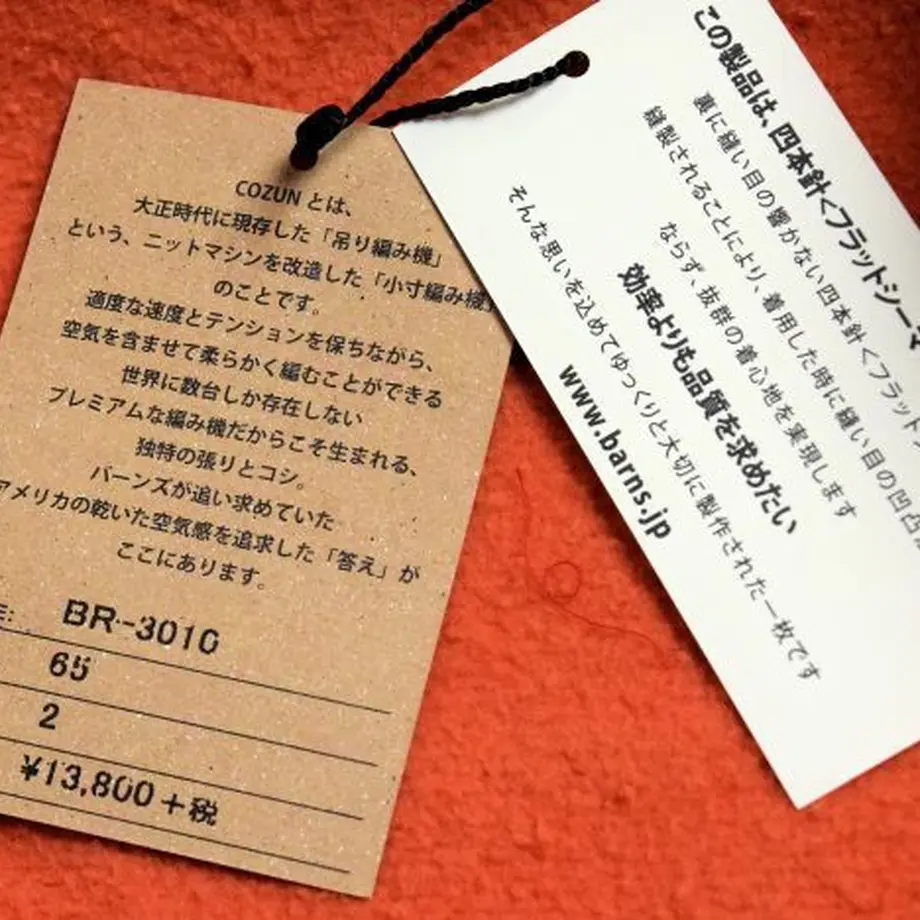 COZUN とは、
大正時代に現存した「吊り編み機」
という、ニットマシンを改造した「小寸編み機」
のことです。
適度な速度とテンションを保ちながら、
空気を含ませて柔らかく編むことができる
世界に数台しか存在しない
プレミアムな編み機だからこそ生まれる、
独特の張りとコシ。
バーンズが追い求めていた
アメリカの乾いた空気感を追求した「答え」が
ここにあります。
BR-3010
65
2
¥13,800+税
この製品は、四本針<フラットシーマ
裏に縫い目の響かない四本針<フラット
縫製されることにより、着用した時に縫い目の凹凸
ならず、抜群の着心地を実現します
効率よりも品質を求めたい
そんな思いを込めてゆっくりと大切に製作された一枚です
www.barns.jp